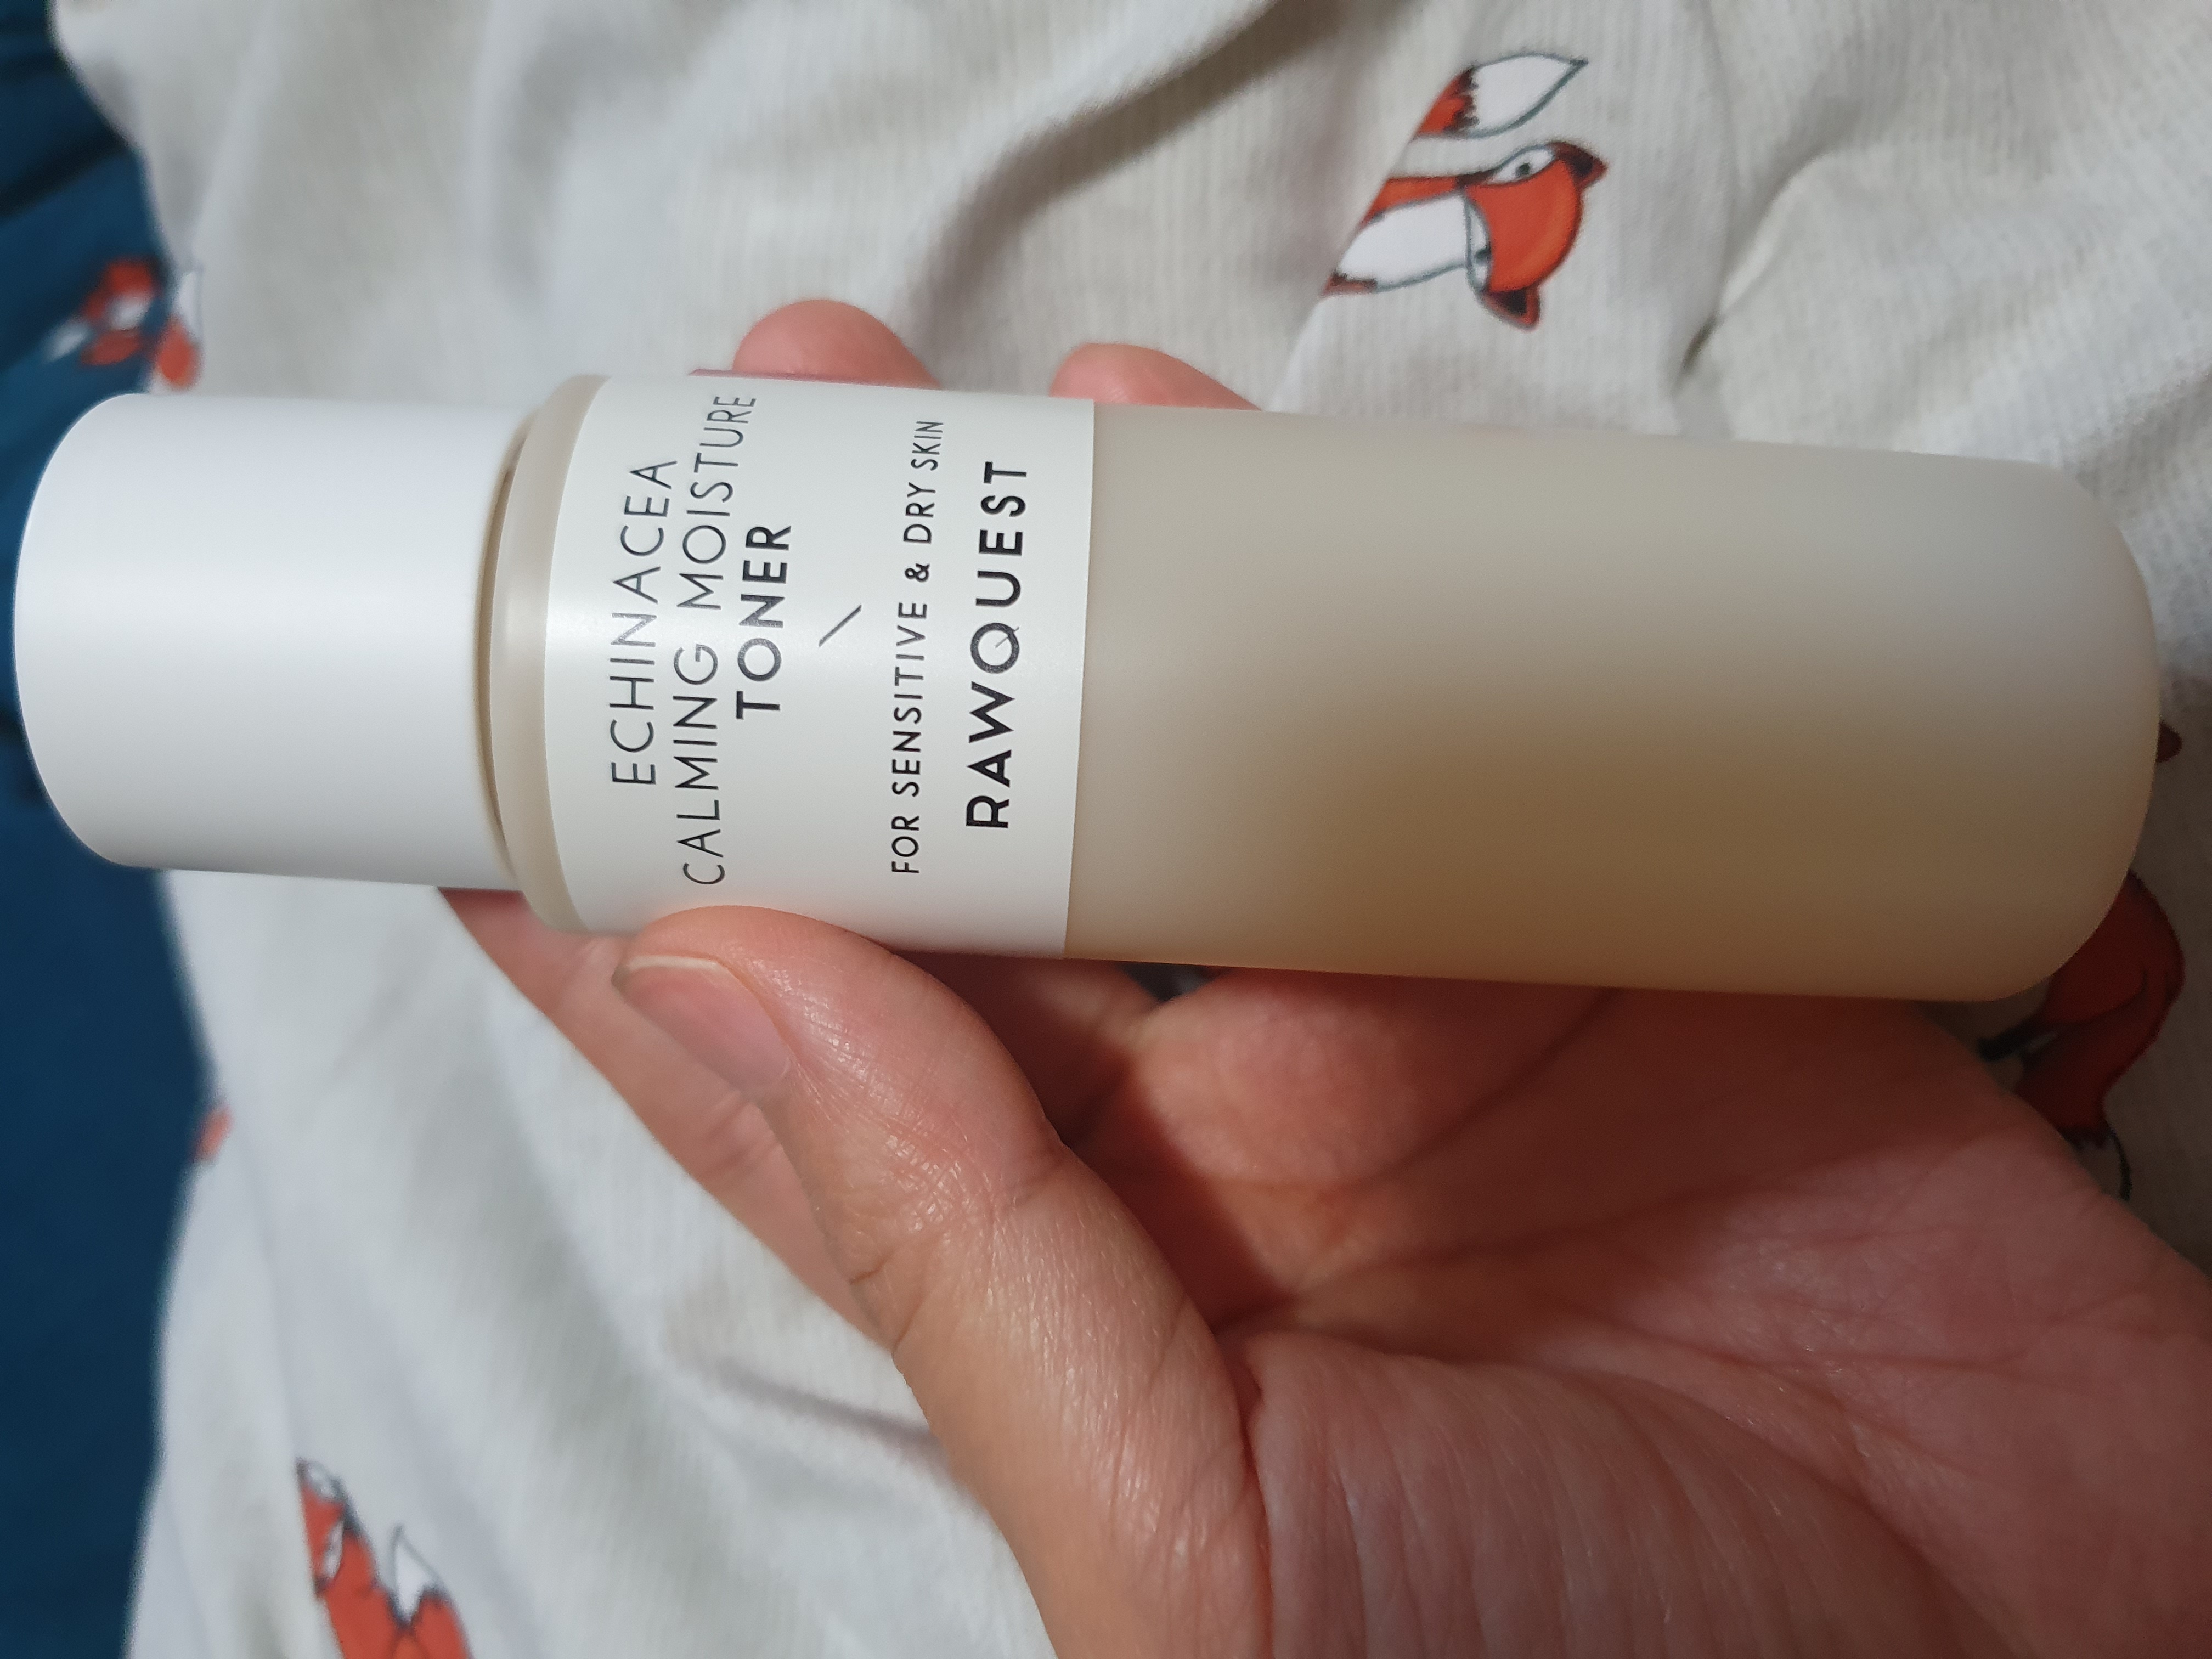 ECHINACEA
CALMING MOISTURE
TONER
FOR SENSITIVE & DRY SKIN
RAWQUEST